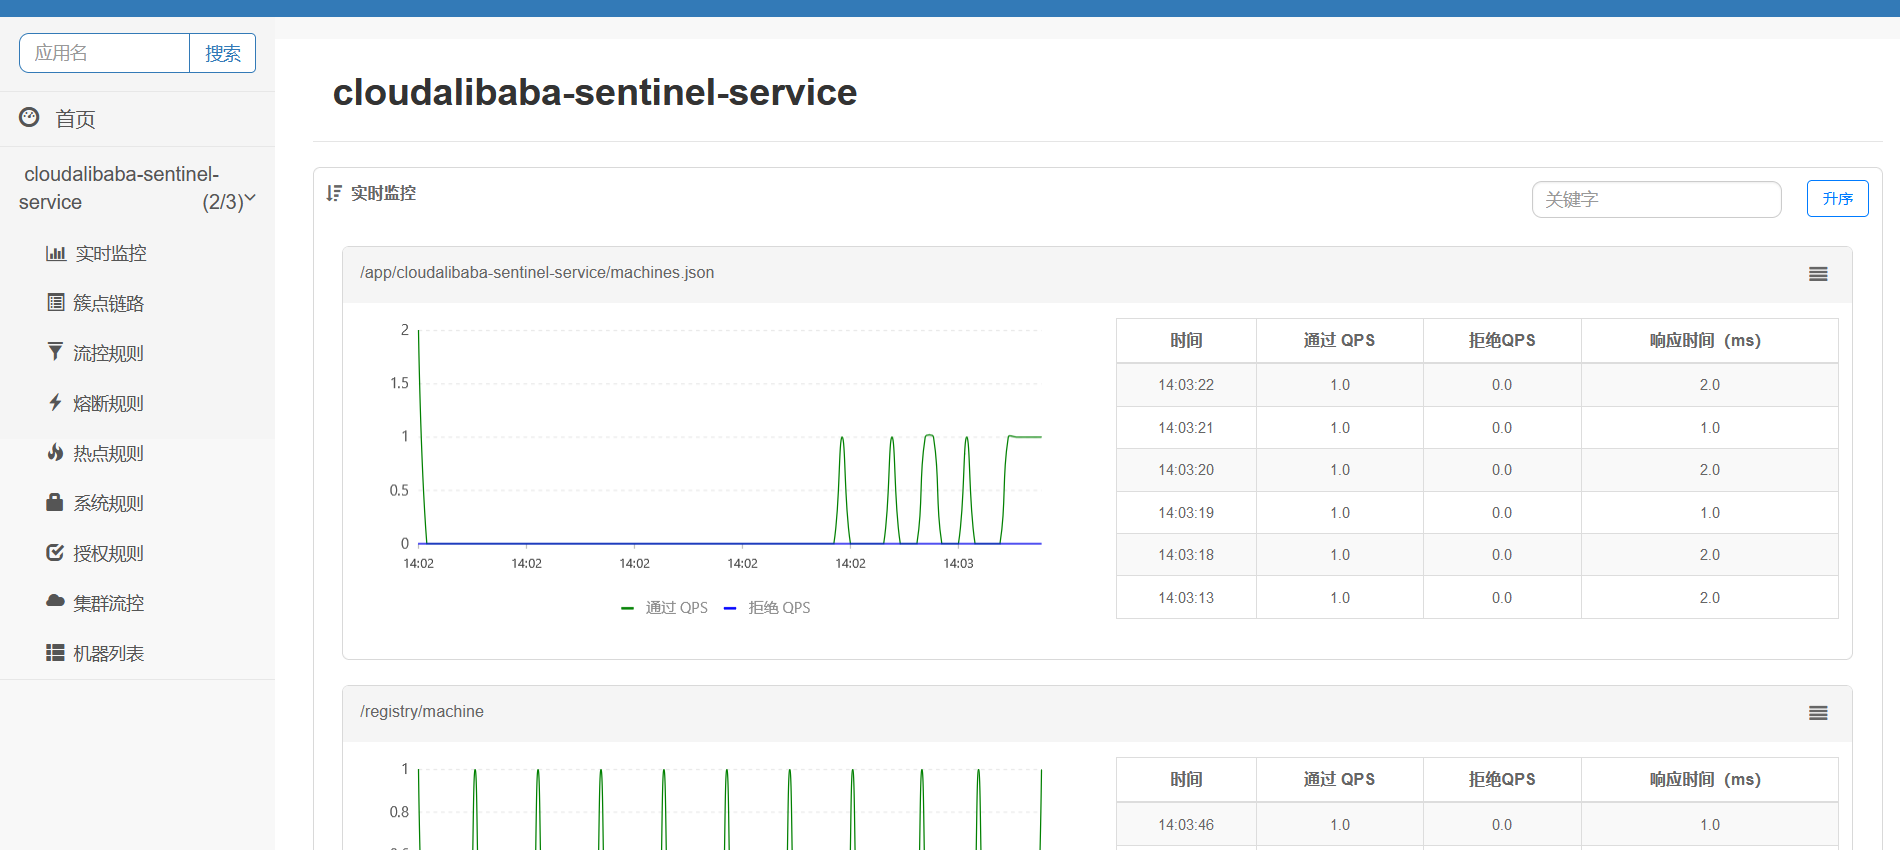 应用名 搜索
首页
cloudalibaba-sentinel-
service (2/3)
实时监控
簇点链路
流控规则
熔断规则
热点规则
系统规则
授权规则
集群流控
机器列表
cloudalibaba-sentinel-service
实时监控 关键字 升序
/app/cloudalibaba-sentinel-service/machines.json
2
1.5
1
0.5
0
14:02 14:02 14:02 14:02 14:02 14:03
通过 QPS 拒绝 QPS
时间 通过 QPS 拒绝QPS 响应时间（ms）
14:03:22 1.0 0.0 2.0
14:03:21 1.0 0.0 1.0
14:03:20 1.0 0.0 2.0
14:03:19 1.0 0.0 1.0
14:03:18 1.0 0.0 2.0
14:03:13 1.0 0.0 2.0
/registry/machine
1
0.8
时间 通过 QPS 拒绝QPS 响应时间（ms）
14:03:46 1.0 0.0 1.0